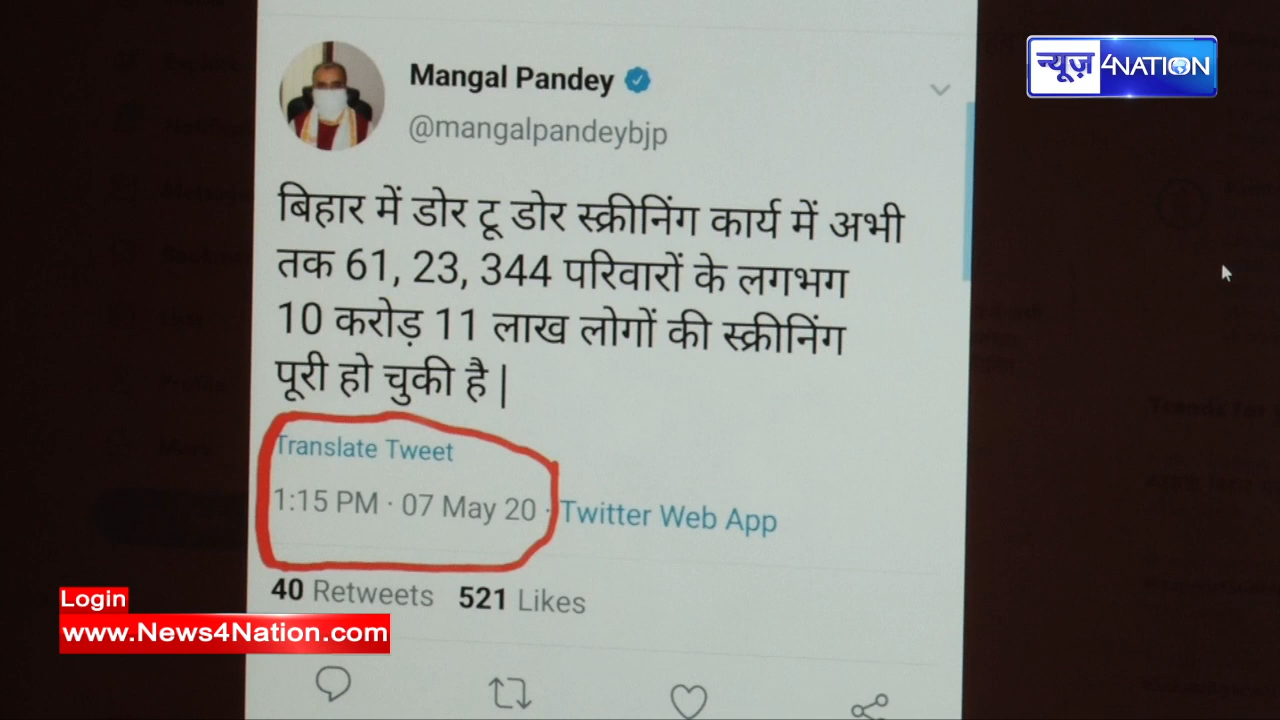 न्यूज़ 4NATION
Mangal Pandey
@mangalpandeybjp
बिहार में डोर टू डोर स्क्रीनिंग कार्य में अभी
तक 61, 23, 344 परिवारों के लगभग
10 करोड़ 11 लाख लोगों की स्क्रीनिंग
पूरी हो चुकी है |
Translate Tweet
1:15 PM · 07 May 20 · Twitter Web App
40 Retweets 521 Likes
Login
www.News4Nation.com